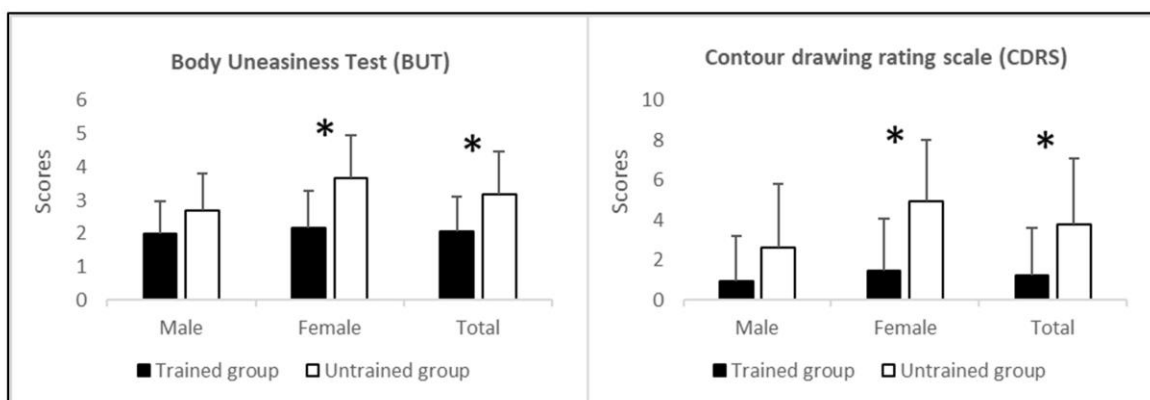 Body Uneasiness Test (BUT)
6
5
4
3
2
1
0
Scores
*
*
Male
Female
Total
Trained group
Untrained group
Contour drawing rating scale (CDRS)
10
8
6
4
2
0
Scores
*
*
Male
Female
Total
Trained group
Untrained group